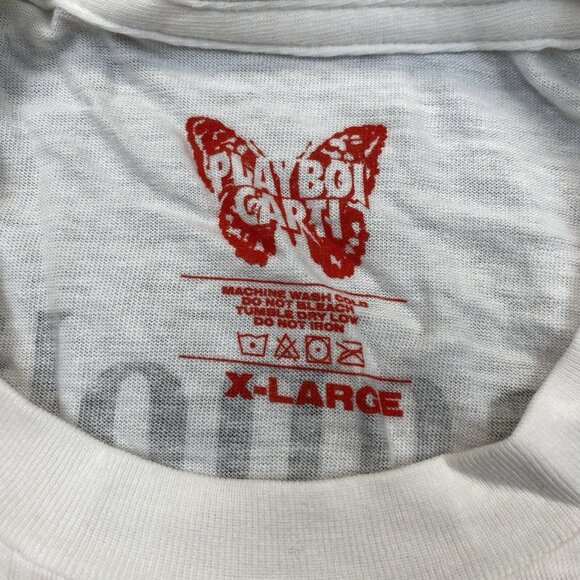 PLAYBOI
CARTI
MACHINE WASH COLD
DO NOT BLEACH
TUMBLE DRY LOW
DO NOT IRON
X-LARGE